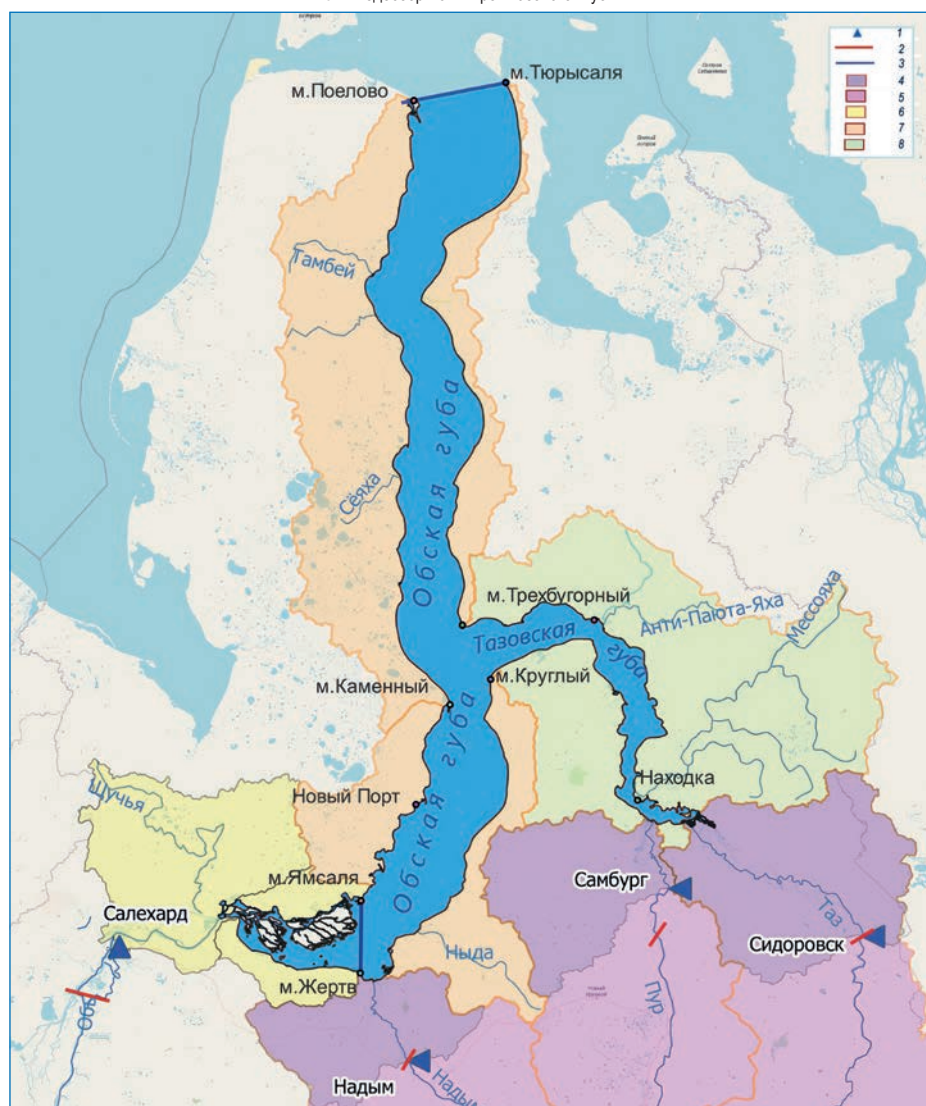 м.Тюрысаля
м.Поелово
1
2
3
4
5
6
7
8
Тамбей
Обская губа
Сёяха
м.Трехбугорный
Анти-Паюта-Яха
Мессояха
Тазовская
губа
м.Круглый
м.Каменный
Обская губа
Находка
Новый Порт
Щучья
м.Ямсаля
Самбург
Салехард
Таз
Сидоровск
Ныда
м.Жертв
Обь
Пур
Надым
Надым